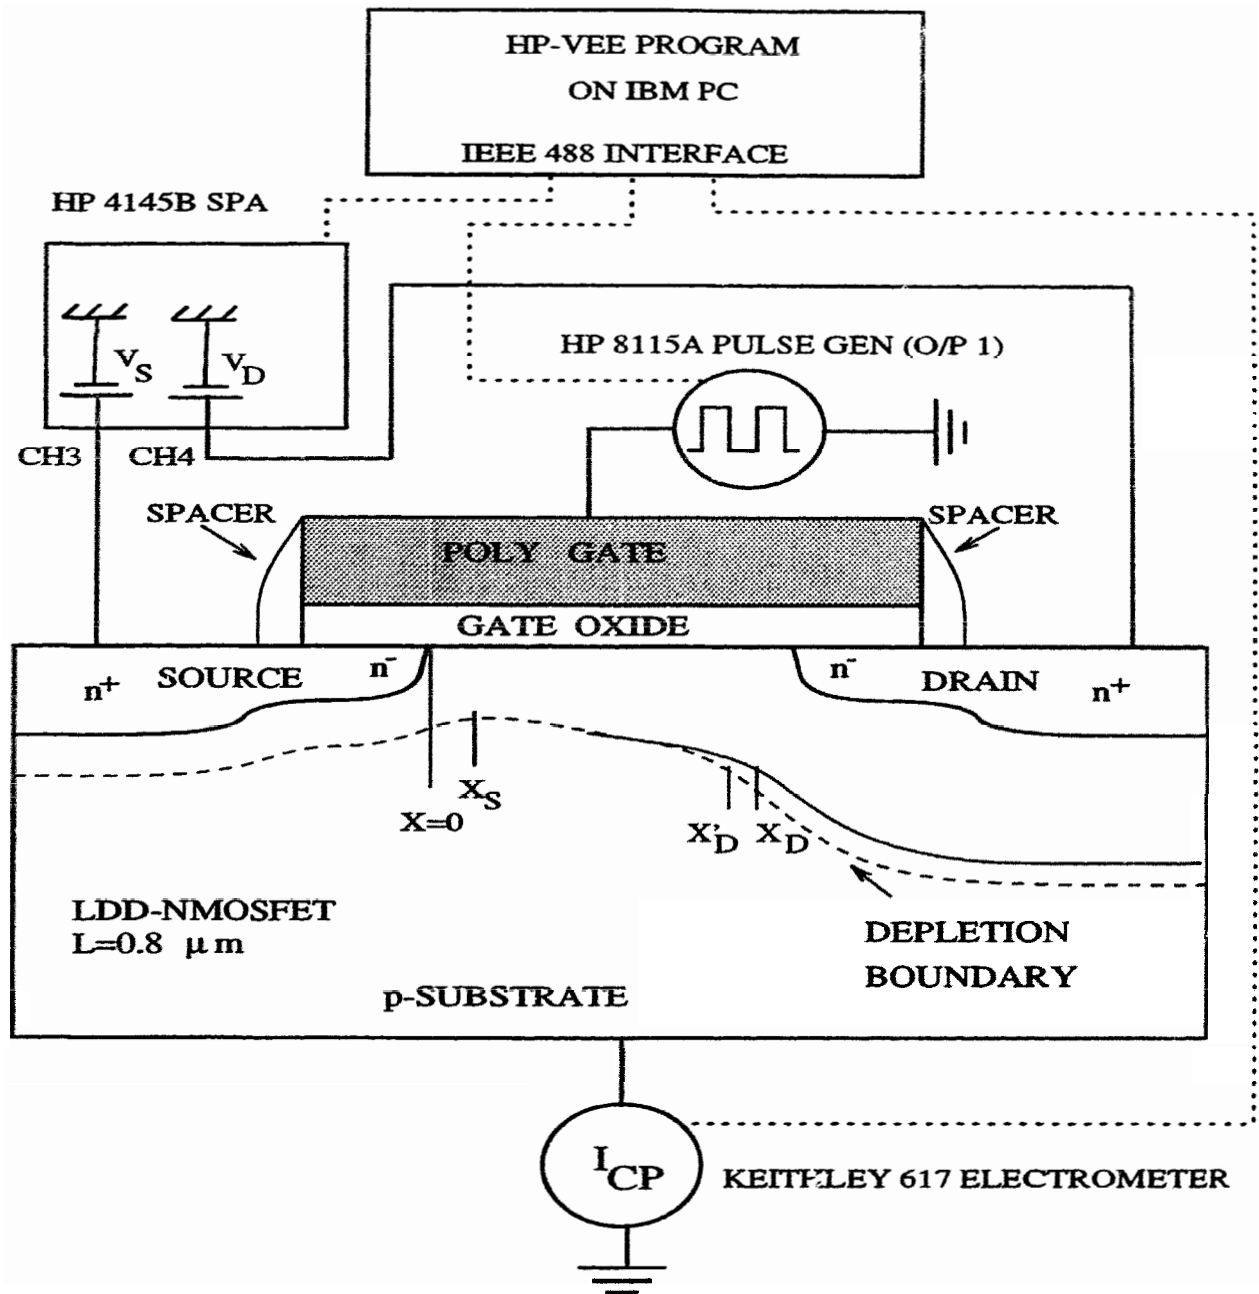 HP-VEE PROGRAM
ON IBM PC
IEEE 488 INTERFACE
HP 4145B SPA
V_S
V_D
HP 8115A PULSE GEN (O/P 1)
CH3
CH4
SPACER
SPACER
POLY GATE
GATE OXIDE
n+
SOURCE
n-
n-
DRAIN
n+
X_S
X=0
X'_D
X_D
LDD-NMOSFET
L=0.8 μm
DEPLETION
BOUNDARY
p-SUBSTRATE
I_CP
KEITHLEY 617 ELECTROMETER